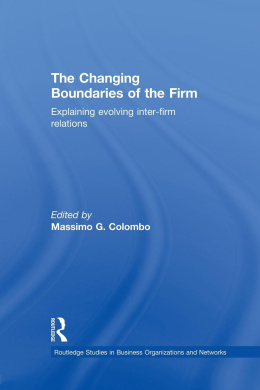 The Changing
Boundaries of the Firm
Explaining evolving inter-firm
relations
Edited by
Massimo G. Colombo
ROUTLEDGE
Routledge Studies in Business Organizations and Networks